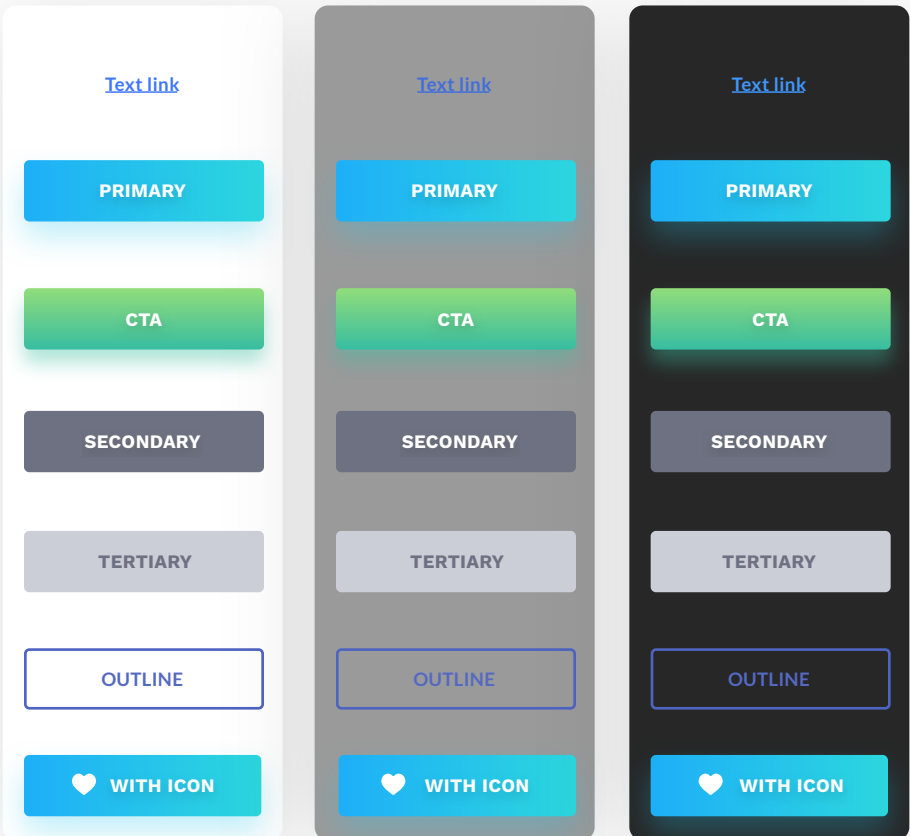 Text link
PRIMARY
CTA
SECONDARY
TERTIARY
OUTLINE
WITH ICON
Text link
PRIMARY
CTA
SECONDARY
TERTIARY
OUTLINE
WITH ICON
Text link
PRIMARY
CTA
SECONDARY
TERTIARY
OUTLINE
WITH ICON